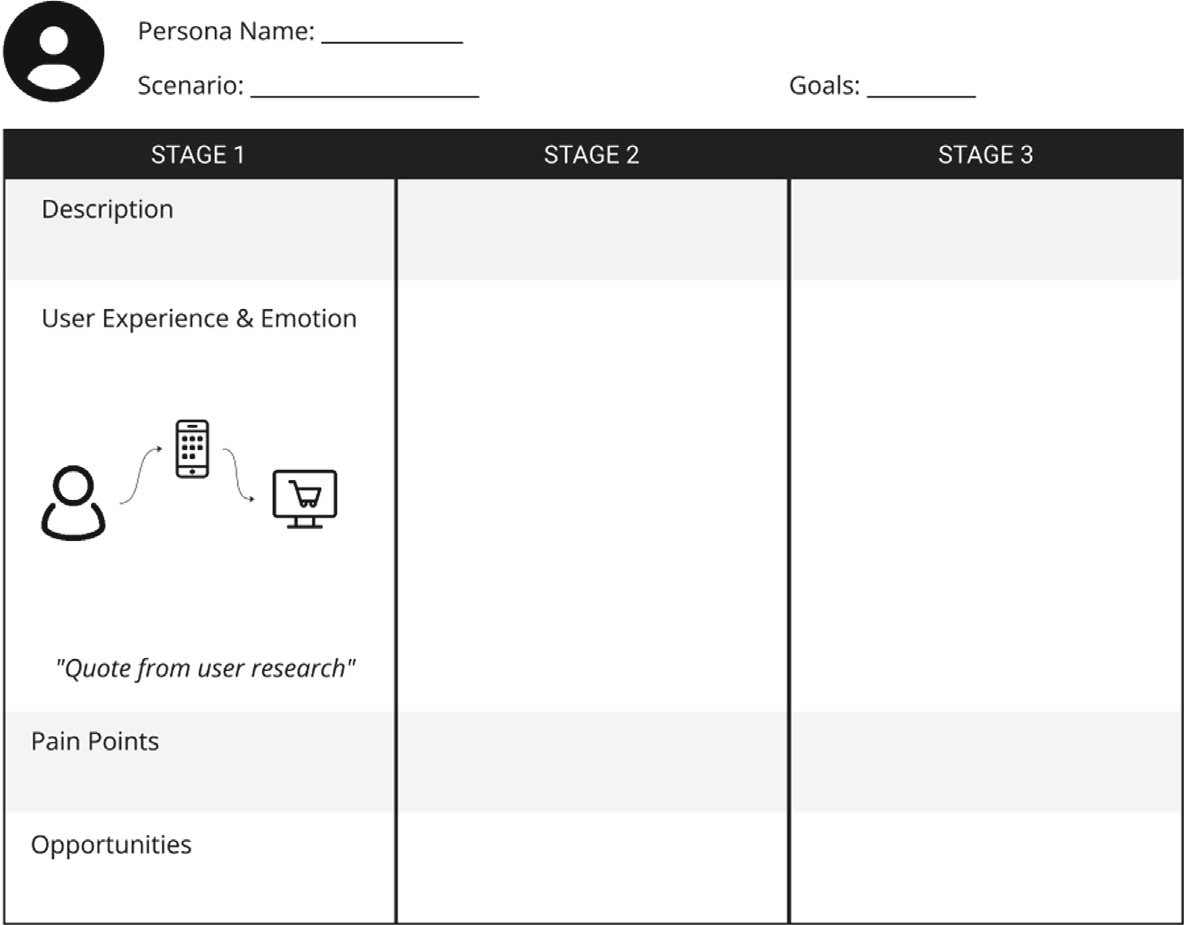 Persona Name: ___________
Scenario: __________________
Goals: ________
STAGE 1
STAGE 2
STAGE 3
Description
User Experience & Emotion
"Quote from user research"
Pain Points
Opportunities